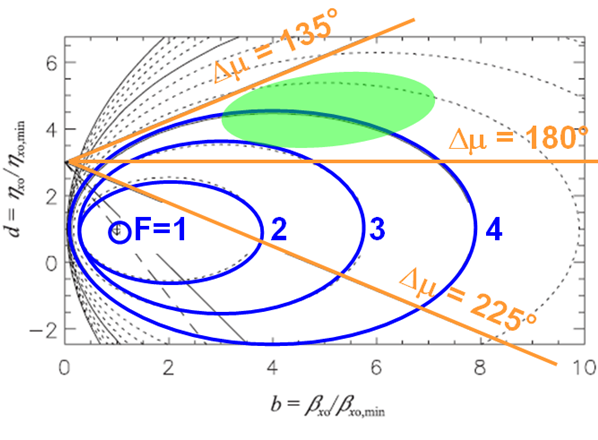 Δμ = 135°
6
4
Δμ = 180°
2
F=1
2
3
4
0
Δμ = 225°
-2
0
2
4
6
8
10
d = ηxo/ηxo,min
b = βxo/βxo,min